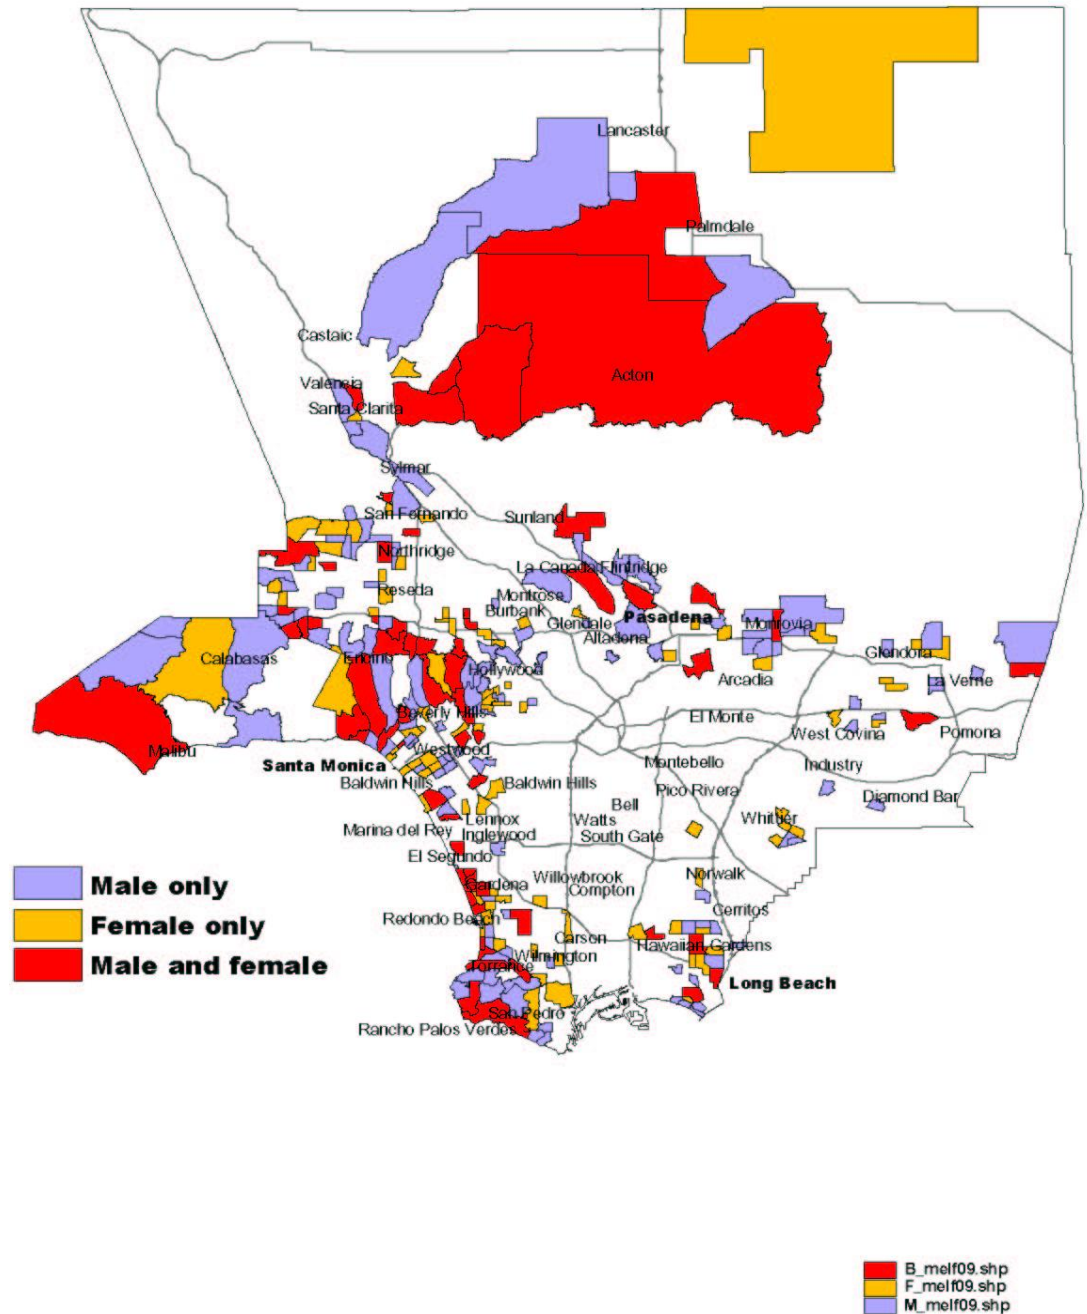 Lancaster
Palmdale
Castaic
Acton
Valencia
Santa Clarita
Sylmar
San Fernando
Sunland
Northridge
La Canada Flintridge
Reseda
Montrose
Burbank
Pasadena
Glendale
Monrovia
Altadena
Glendora
Calabasas
Encino
Hollywood
Arcadia
La Verne
Beverly Hills
El Monte
West Covina
Pomona
Malibu
Westwood
Santa Monica
Montebello
Industry
Baldwin Hills
Baldwin Hills
Pico Rivera
Diamond Bar
Bell
Lennox
Watts
Whittier
Marina del Rey
Inglewood
South Gate
El Segundo
Male only
Gardena
Willowbrook
Norwalk
Compton
Female only
Redondo Beach
Cerritos
Carson
Hawaiian Gardens
Male and female
Wilmington
Torrance
Long Beach
San Pedro
Rancho Palos Verdes
B_melf09.shp
F_melf09.shp
M_melf09.shp